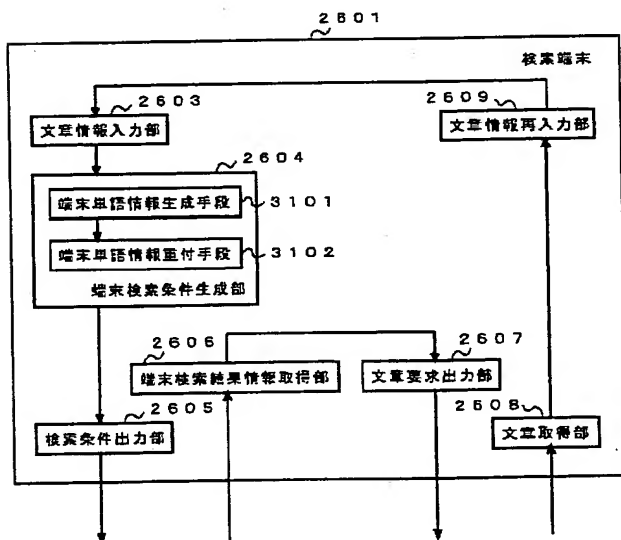 2601
検索端末
2603
2609
文章情報入力部
文章情報再入力部
2604
端末単語情報生成手段
3101
端末単語情報重付手段
3102
端末検索条件生成部
2606
2607
端末検索結果情報取得部
文章要求出力部
2605
2608
検索条件出力部
文章取得部